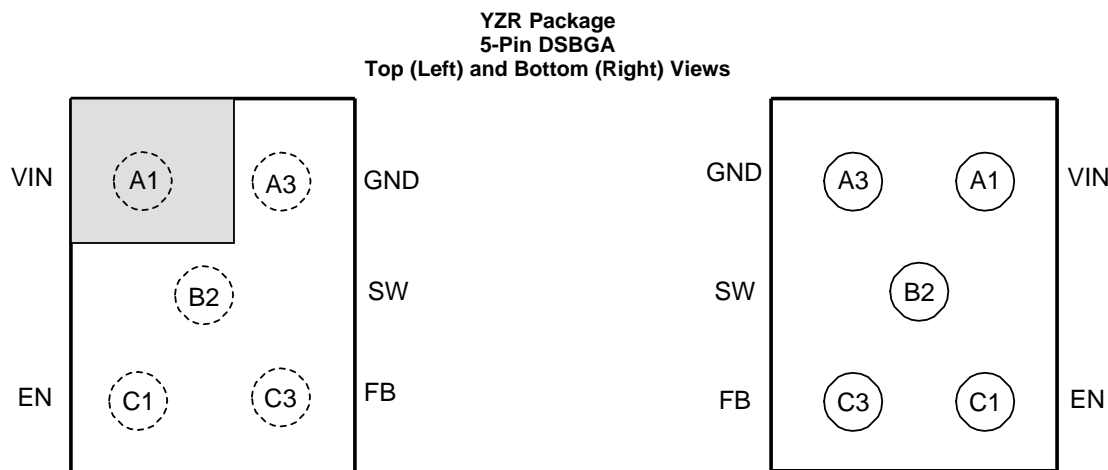 YZR Package
5-Pin DSBGA
Top (Left) and Bottom (Right) Views
VIN A1 A3 GND
B2 SW
EN C1 C3 FB
GND A3 A1 VIN
SW B2
FB C3 C1 EN